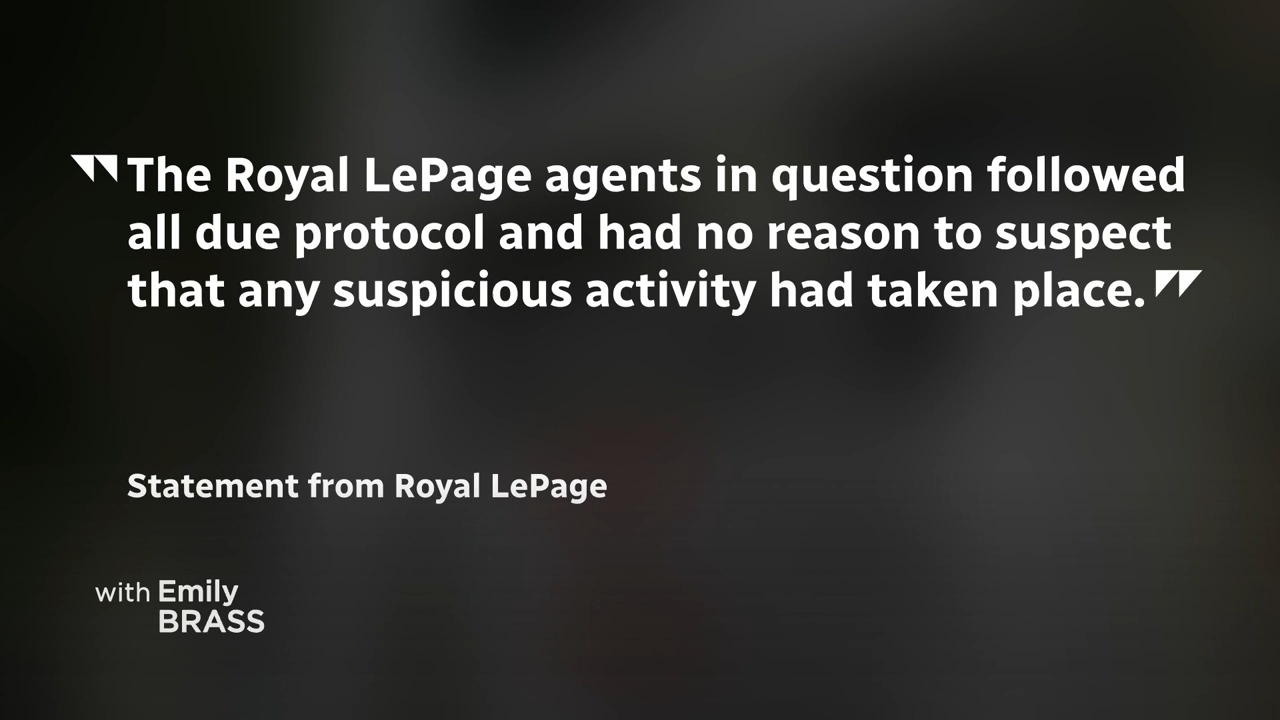 "The Royal LePage agents in question followed
all due protocol and had no reason to suspect
that any suspicious activity had taken place."
Statement from Royal LePage
with Emily
BRASS